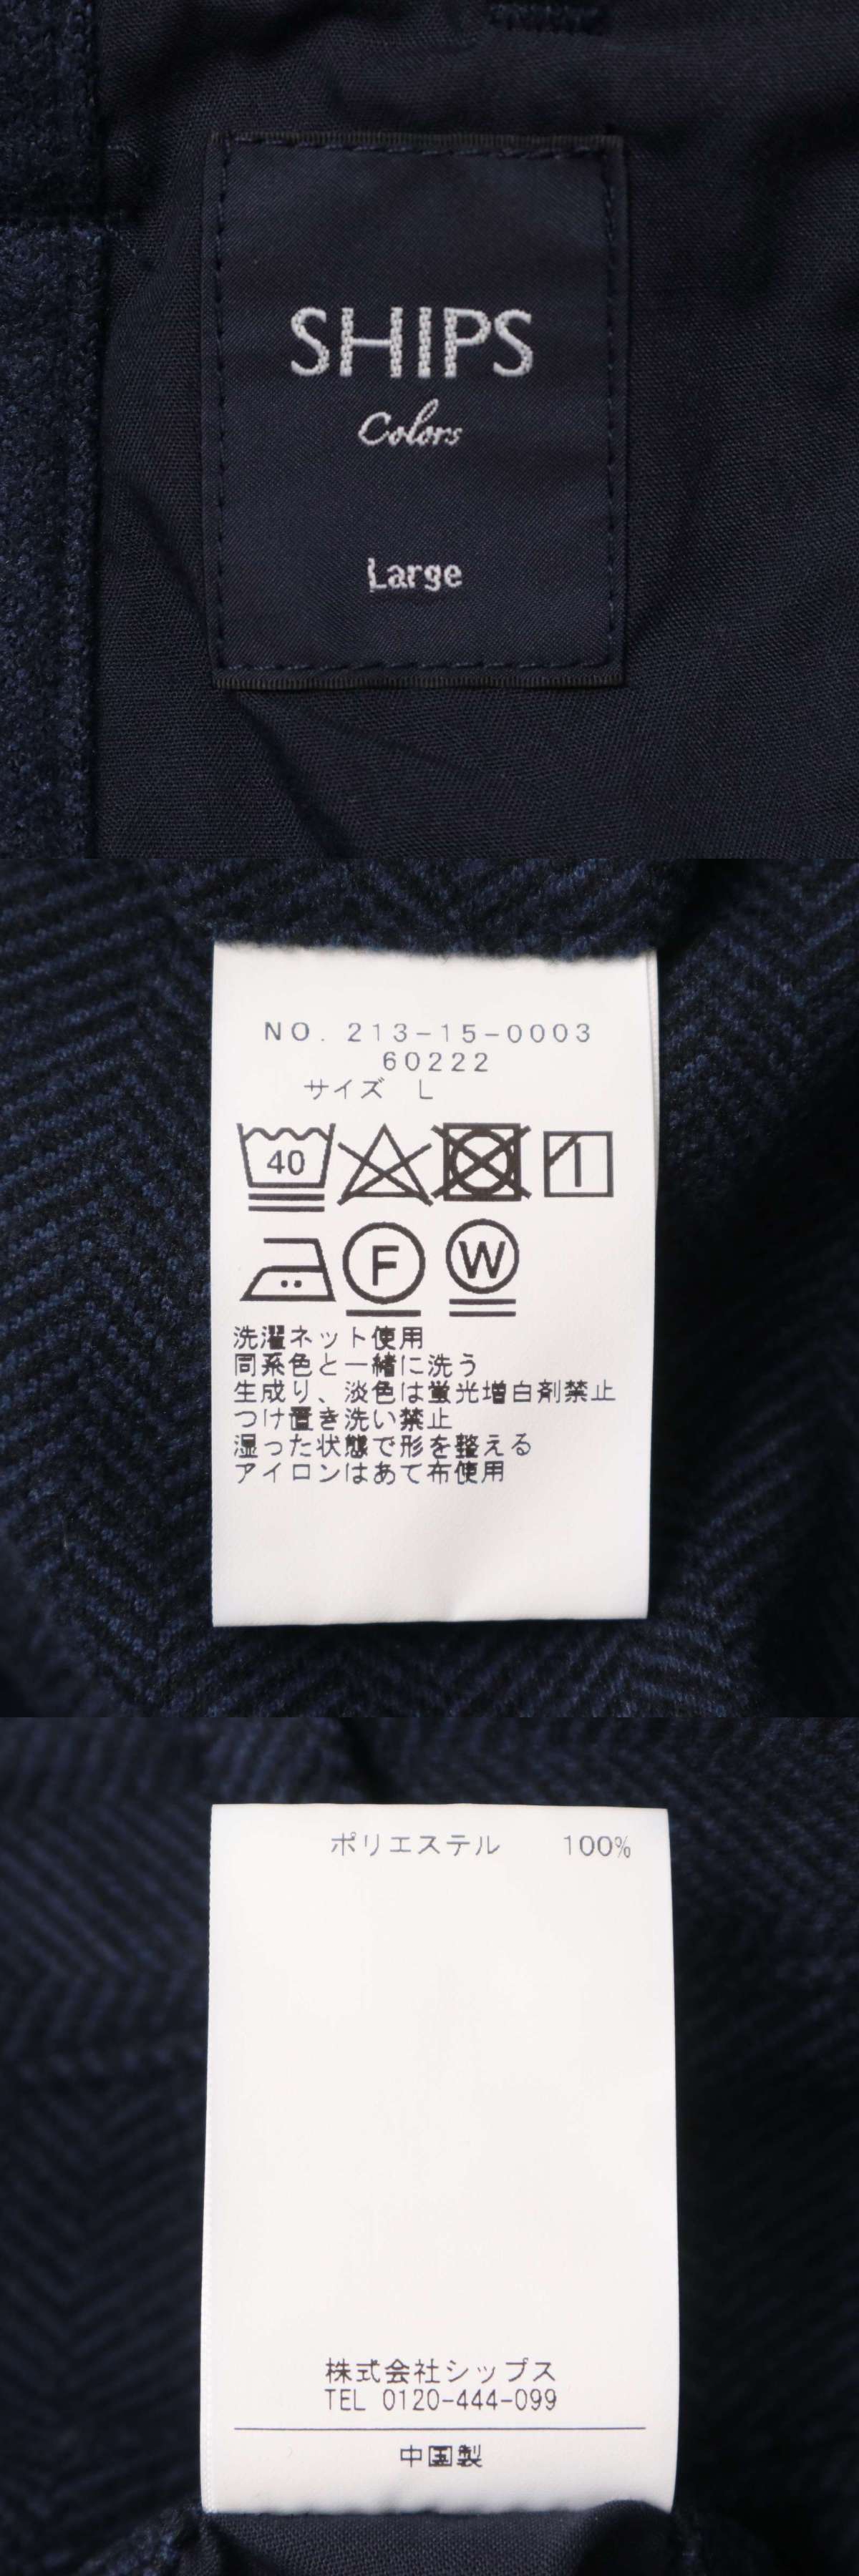 SHIPS
Colors
Large
NO. 213-15-0003
60222
サイズ L
40
F W
洗濯ネット使用
同系色と一緒に洗う
生成り、淡色は蛍光増白剤禁止
つけ置き洗い禁止
湿った状態で形を整える
アイロンはあて布使用
ポリエステル 100%
株式会社シップス
TEL 0120-444-099
中国製